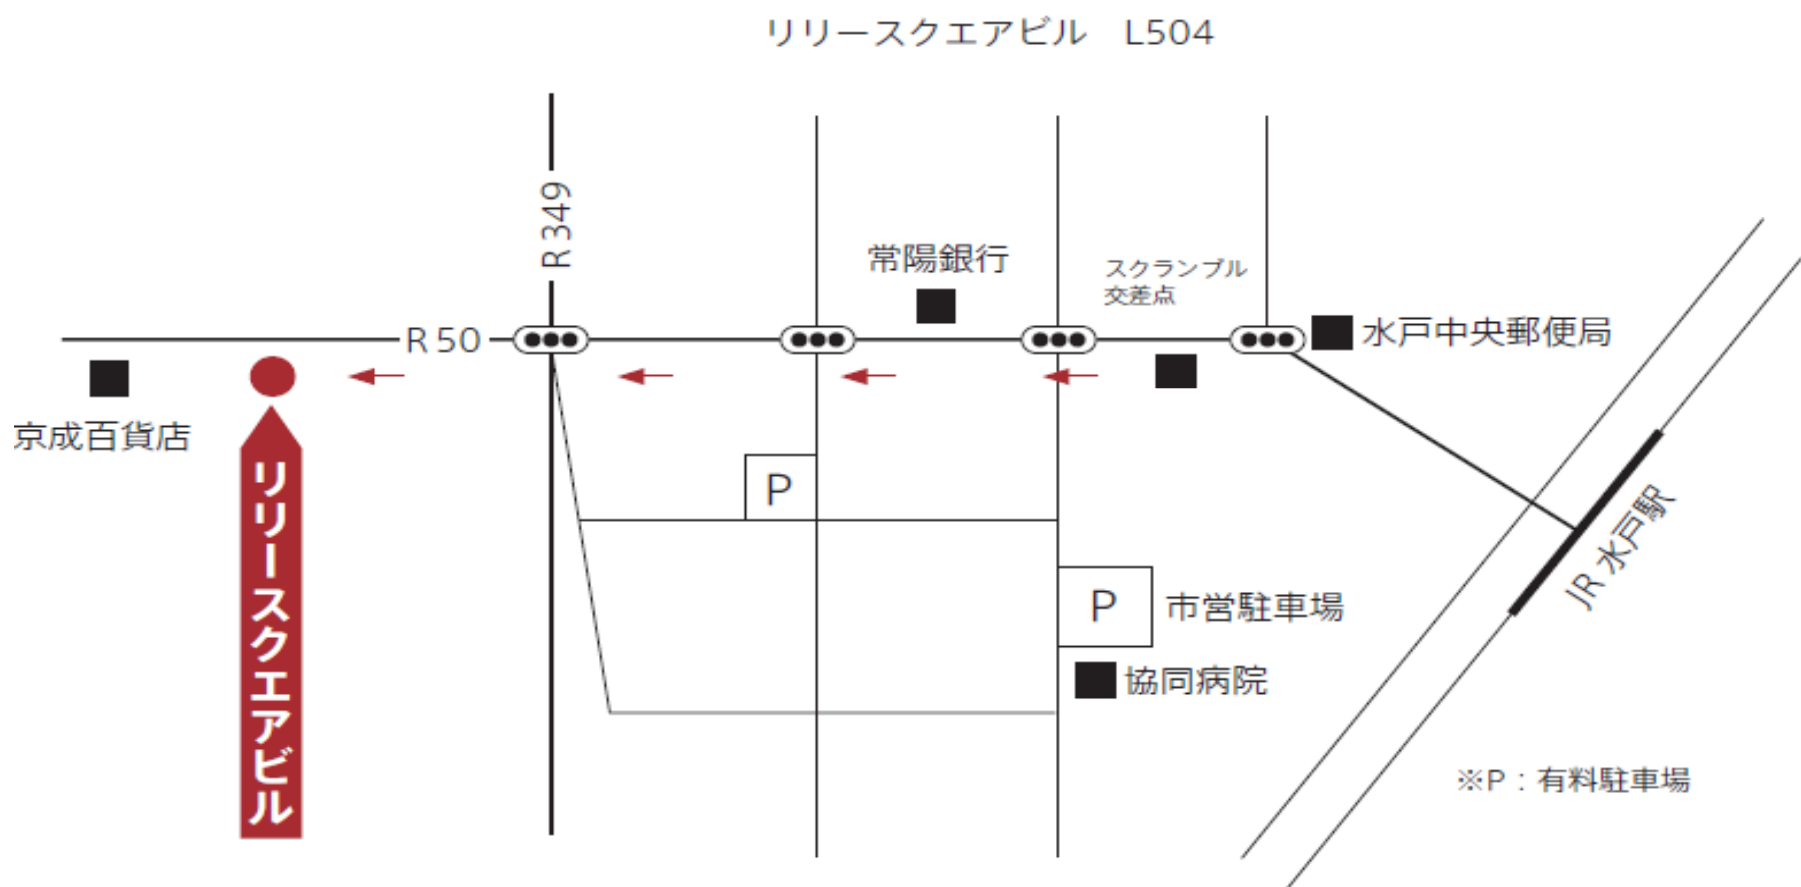 リリースクエアビル　L504
R 349
常陽銀行
スクランブル
交差点
R 50
水戸中央郵便局
京成百貨店
リリースクエアビル
P
JR 水戸駅
P
市営駐車場
協同病院
※P：有料駐車場